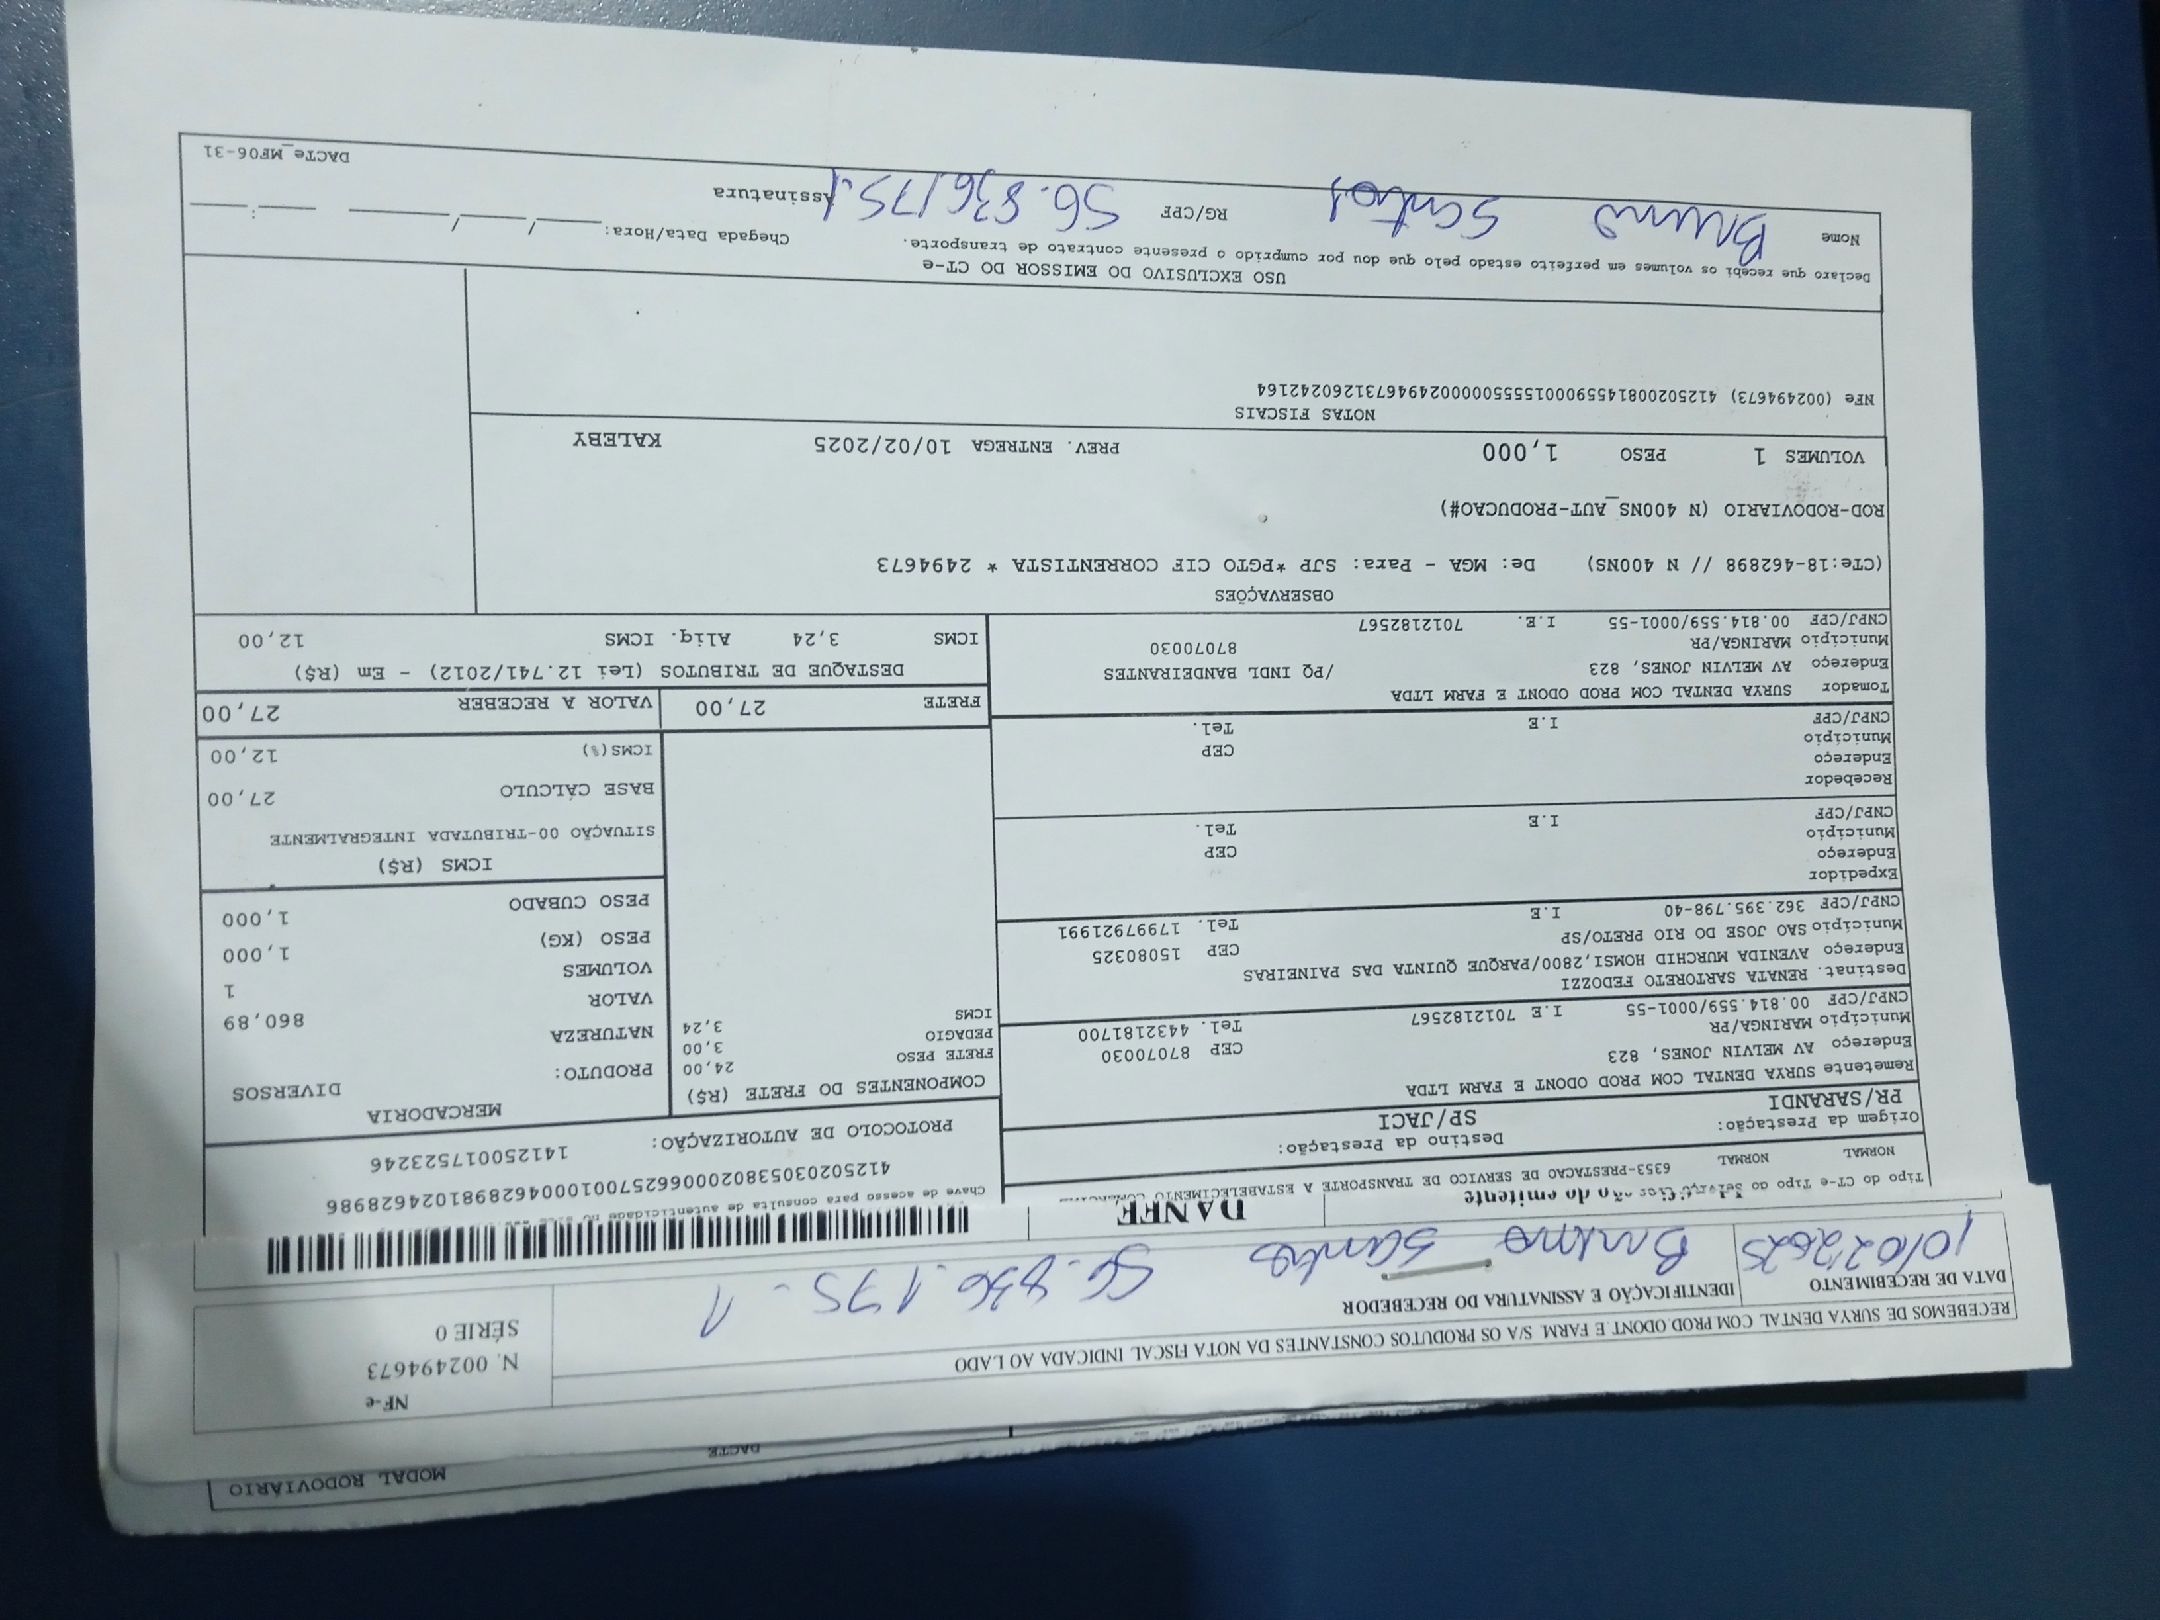 MODAL RODOVIÁRIO
DACTE
NF-e
N. 002494673
SÉRIE 0
RECEBEMOS DE SURYA DENTAL COM PROD.ODONT E FARM S/A OS PRODUTOS CONSTANTES DA NOTA FISCAL INDICADA AO LADO
DATA DE RECEBIMENTO
IDENTIFICAÇÃO E ASSINATURA DO RECEBEDOR
10/02/2025
Bruno Santos 56.836.175-1
DANFE
Chave de acesso para consulta de autenticidade no
41250203053802000662570010004628981024628986
PROTOCOLO DE AUTORIZAÇÃO: 141250017523246
Tipo do CT-e Tipo do
NORMAL NORMAL 6353-PRESTACAO DE SERVICO DE TRANSPORTE A ESTABELECIMENTO
Origem da Prestação: Destino da Prestação:
PR/SARANDI SP/JACI
Remetente SURYA DENTAL COM PROD ODONT E FARM LTDA
Endereço AV MELVIN JONES, 823 CEP 87070030
Município MARINGA/PR Tel. 4432181700
CNPJ/CPF 00.814.559/0001-55 I.E 7012182567
Destinat. RENATA SARTORETO FEDOZZI
Endereço AVENIDA MURCHID HOMSI,2800/PARQUE QUINTA DAS PAINEIRAS
Município SAO JOSE DO RIO PRETO/SP CEP 15080325
CNPJ/CPF 362.395.798-40 I.E Tel. 17997921991
Expedidor
Endereço CEP
Município Tel.
CNPJ/CPF I.E
Recebedor
Endereço CEP
Município Tel.
CNPJ/CPF I.E
Tomador SURYA DENTAL COM PROD ODONT E FARM LTDA
Endereço AV MELVIN JONES, 823 /PQ INDL BANDEIRANTES
Município MARINGA/PR 87070030
CNPJ/CPF 00.814.559/0001-55 I.E. 7012182567
COMPONENTES DO FRETE (R$)
FRETE PESO 24,00
PEDAGIO 3,00
ICMS 3,24
MERCADORIA
PRODUTO: DIVERSOS
NATUREZA
VALOR 860,89
VOLUMES 1
PESO (KG) 1,000
PESO CUBADO 1,000
ICMS (R$)
SITUAÇÃO 00-TRIBUTADA INTEGRALMENTE
BASE CÁLCULO 27,00
ICMS(%) 12,00
FRETE 27,00 VALOR A RECEBER 27,00
DESTAQUE DE TRIBUTOS (Lei 12.741/2012) - Em (R$)
ICMS 3,24 Aliq. ICMS 12,00
OBSERVAÇÕES
(CTe:18-462898 // N 400NS) De: MGA - Para: SJP *PGTO CIF CORRENTISTA * 2494673
ROD-RODOVIARIO (N 400NS_AUT-PRODUCAO#)
VOLUMES 1 PESO 1,000 PREV. ENTREGA 10/02/2025 KALEBY
NOTAS FISCAIS
NFe (002494673) 41250200814559000155550000024946731260242164
USO EXCLUSIVO DO EMISSOR DO CT-e
Declaro que recebi os volumes em perfeito estado pelo que dou por cumprido o presente contrato de transporte.
Chegada Data/Hora: ____/____/____ ____:____
Nome Bruno Santos RG/CPF 56.836.175.1 Assinatura
DACTe_MF06-31